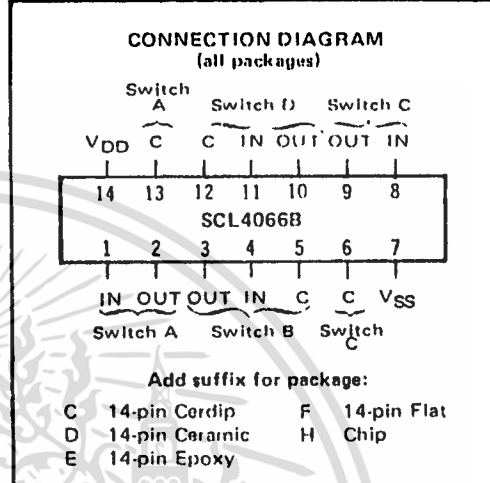 CONNECTION DIAGRAM
(all packages)
Switch A Switch D Switch C
VDD C C IN OUT OUT IN
14 13 12 11 10 9 8
SCL4066B
1 2 3 4 5 6 7
IN OUT OUT IN C C VSS
Switch A Switch B Switch C
Add suffix for package:
C 14-pin Cerdip F 14-pin Flat
D 14-pin Ceramic H Chip
E 14-pin Epoxy